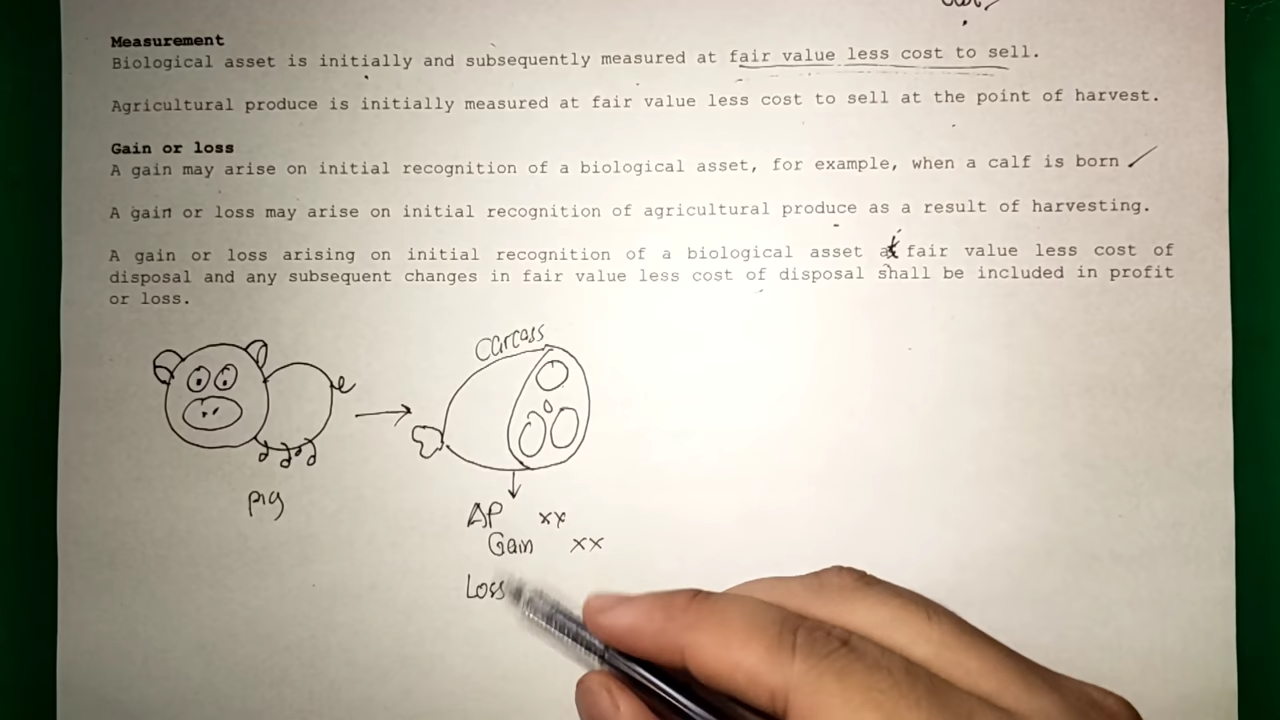 Measurement
Biological asset is initially and subsequently measured at fair value less cost to sell.
Agricultural produce is initially measured at fair value less cost to sell at the point of harvest.
Gain or loss
A gain may arise on initial recognition of a biological asset, for example, when a calf is born
A gain or loss may arise on initial recognition of agricultural produce as a result of harvesting.
A gain or loss arising on initial recognition of a biological asset at fair value less cost of
disposal and any subsequent changes in fair value less cost of disposal shall be included in profit
or loss.
Carcass
pig
AP xx
Gain xx
Loss